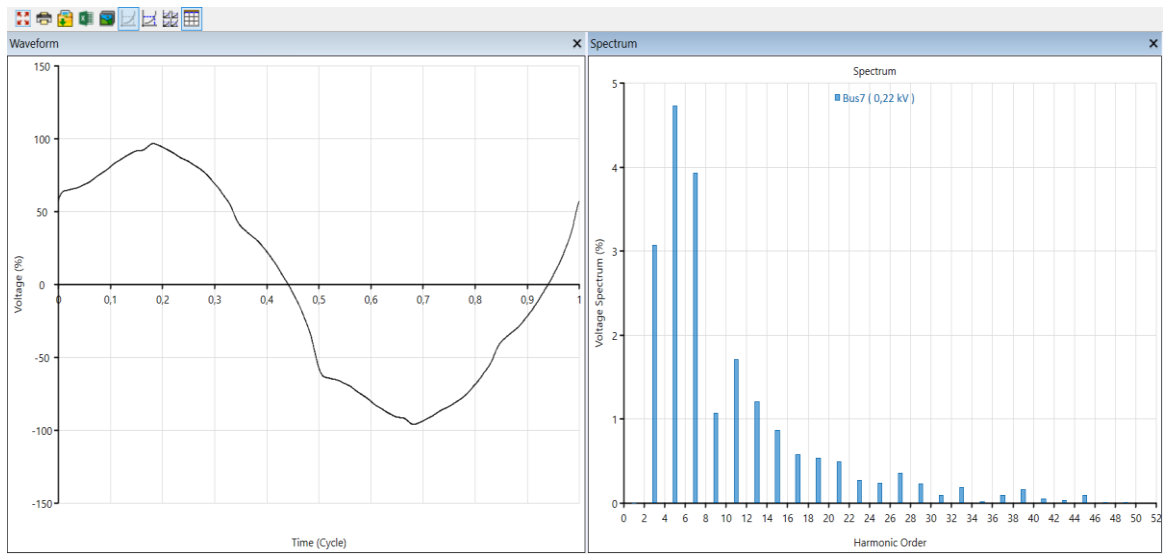 Waveform
150
100
50
0
-50
-100
-150
Voltage (%)
0 0,1 0,2 0,3 0,4 0,5 0,6 0,7 0,8 0,9 1
Time (Cycle)
Spectrum
Spectrum
Bus7 ( 0,22 kV )
5
4
3
2
1
0
Voltage Spectrum (%)
0 2 4 6 8 10 12 14 16 18 20 22 24 26 28 30 32 34 36 38 40 42 44 46 48 50 52
Harmonic Order